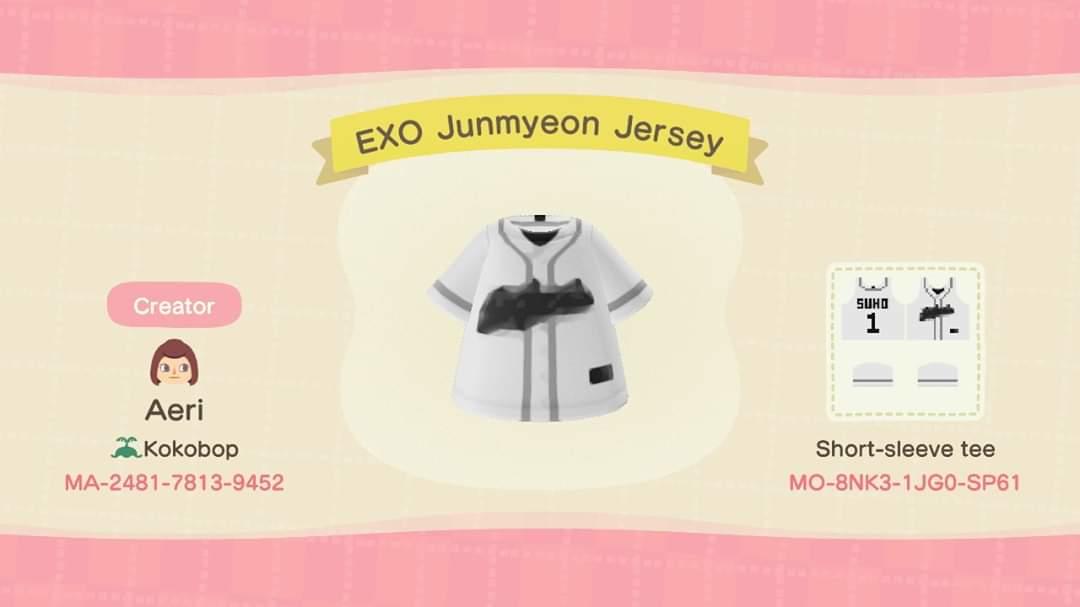 EXO Junmyeon Jersey
Creator
Aeri
Kokobop
MA-2481-7813-9452
SUHO
1
Short-sleeve tee
MO-8NK3-1JG0-SP61